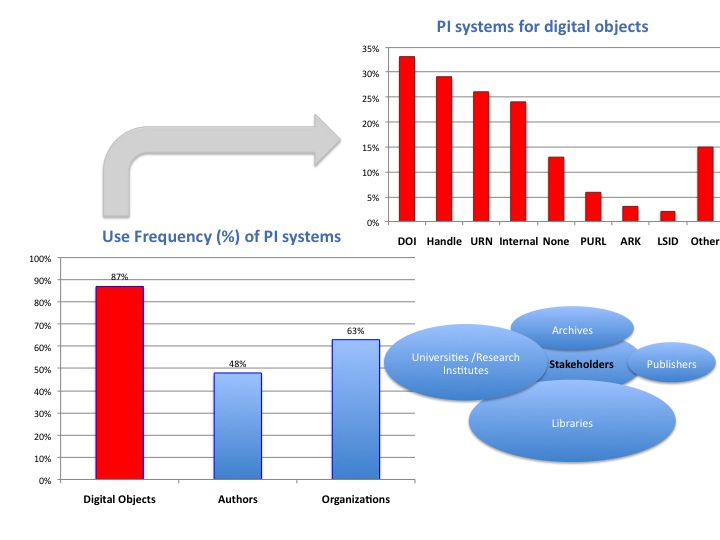 PI systems for digital objects
35%
30%
25%
20%
15%
10%
5%
0%
DOI Handle URN Internal None PURL ARK LSID Other
Use Frequency (%) of PI systems
100%
90%
80%
70%
60%
50%
40%
30%
20%
10%
0%
87%
48%
63%
Digital Objects Authors Organizations
Archives
Universities /Research
Institutes
Stakeholders
Publishers
Libraries